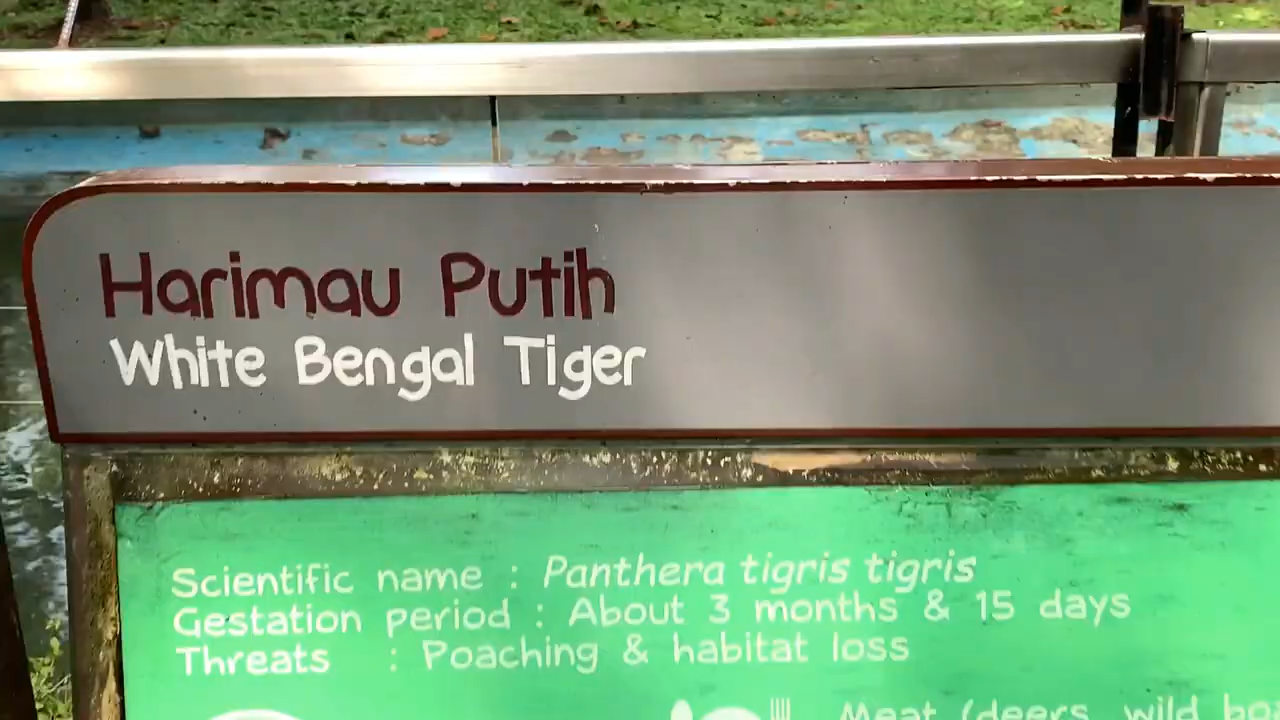 Harimau Putih
White Bengal Tiger
Scientific name : Panthera tigris tigris
Gestation period : About 3 months & 15 days
Threats : Poaching & habitat loss
Meat (deers, wild